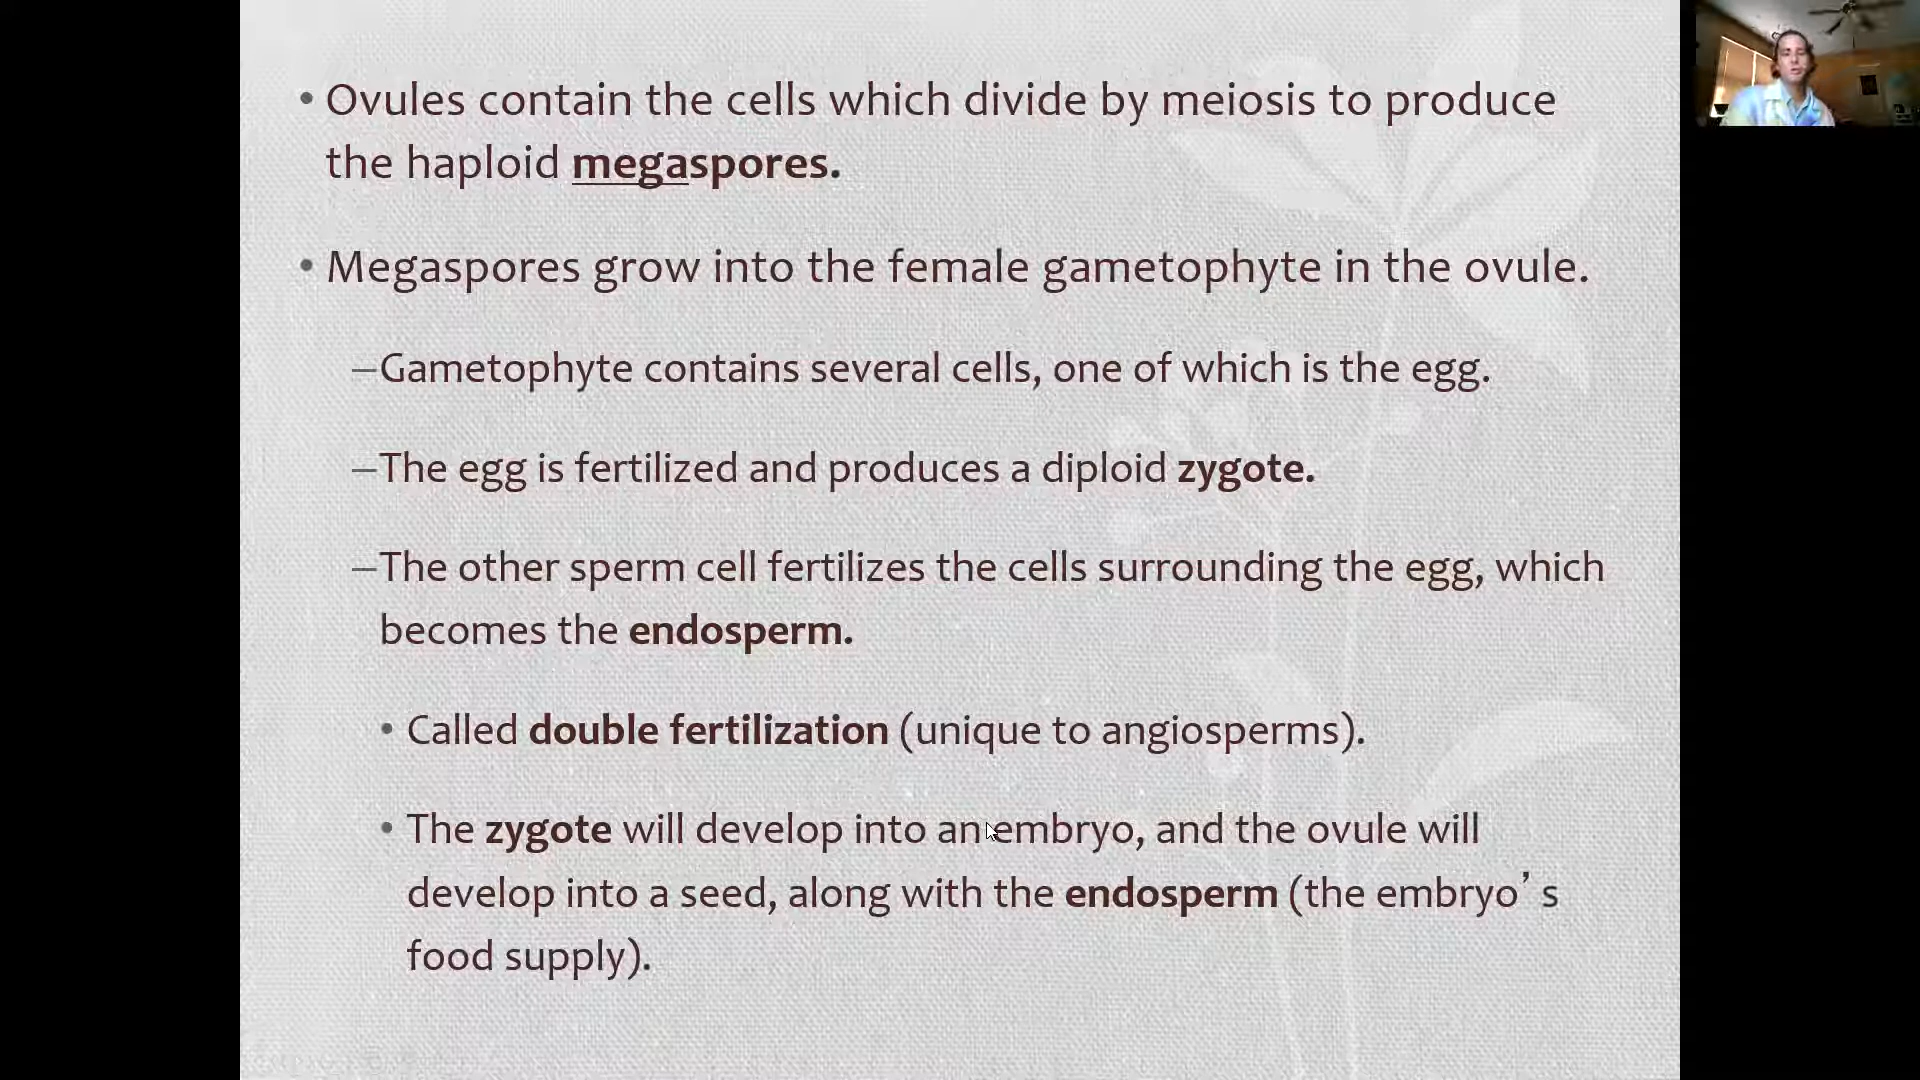 • Ovules contain the cells which divide by meiosis to produce
the haploid megaspores.
• Megaspores grow into the female gametophyte in the ovule.
–Gametophyte contains several cells, one of which is the egg.
–The egg is fertilized and produces a diploid zygote.
–The other sperm cell fertilizes the cells surrounding the egg, which
becomes the endosperm.
• Called double fertilization (unique to angiosperms).
• The zygote will develop into an embryo, and the ovule will
develop into a seed, along with the endosperm (the embryo’s
food supply).